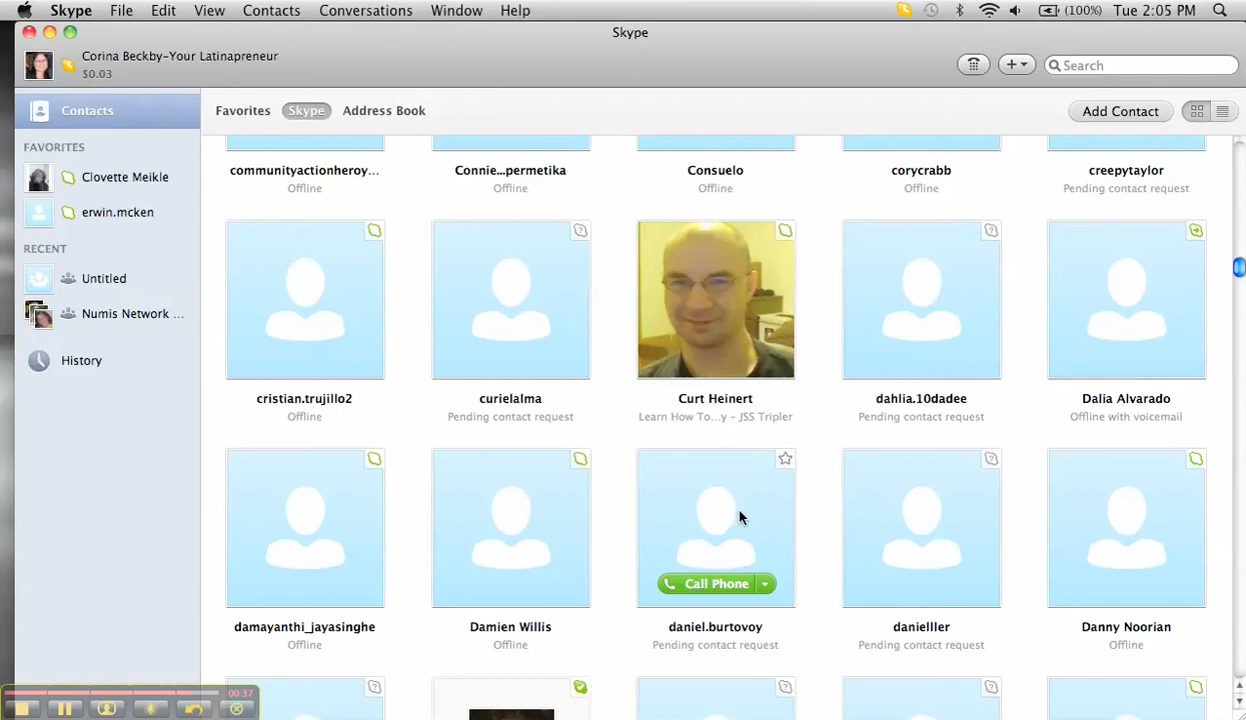 Skype File Edit View Contacts Conversations Window Help (100%) Tue 2:05 PM
Skype
Corina Beckby-Your Latinapreneur
$0.03
Search
Contacts
Favorites Skype Address Book
Add Contact
FAVORITES
Clovette Meikle
erwin.mcken
RECENT
Untitled
Numis Network ...
History
communityactionheroy... Connie...permetika Consuelo corycrabb creepytaylor
Offline Offline Offline Offline Pending contact request
cristian.trujillo2 curielalma Curt Heinert dahlia.10dadee Dalia Alvarado
Offline Pending contact request Learn How To...y - JSS Tripler Pending contact request Offline with voicemail
Call Phone
damayanthi_jayasinghe Damien Willis daniel.burtovoy danielller Danny Noorian
Offline Offline Pending contact request Pending contact request Offline
00:37